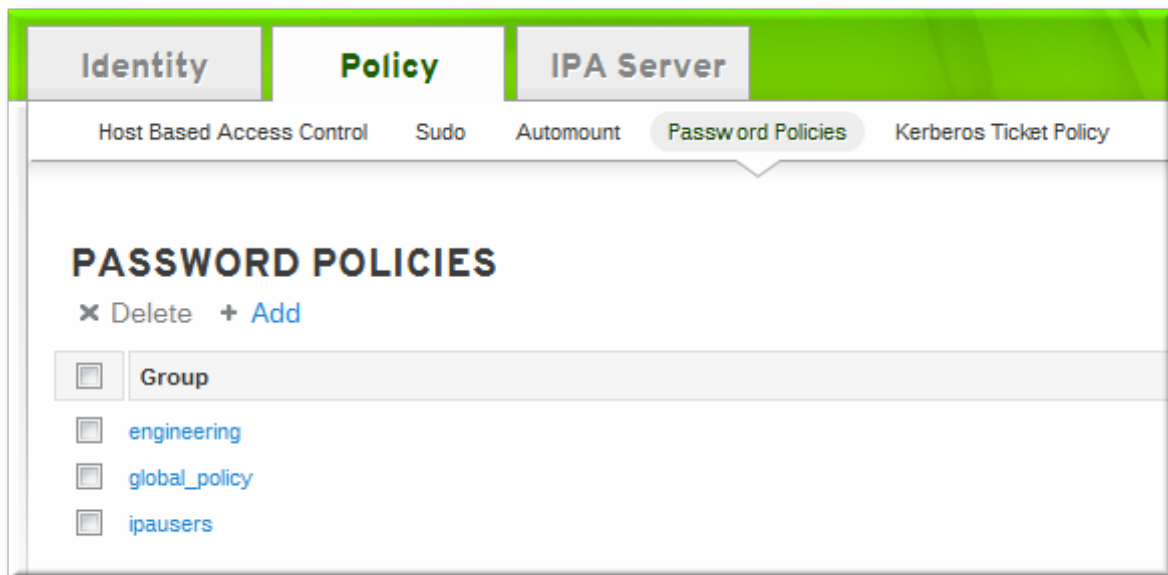 Identity Policy IPA Server
Host Based Access Control Sudo Automount Password Policies Kerberos Ticket Policy
PASSWORD POLICIES
Delete Add
Group
engineering
global_policy
ipausers